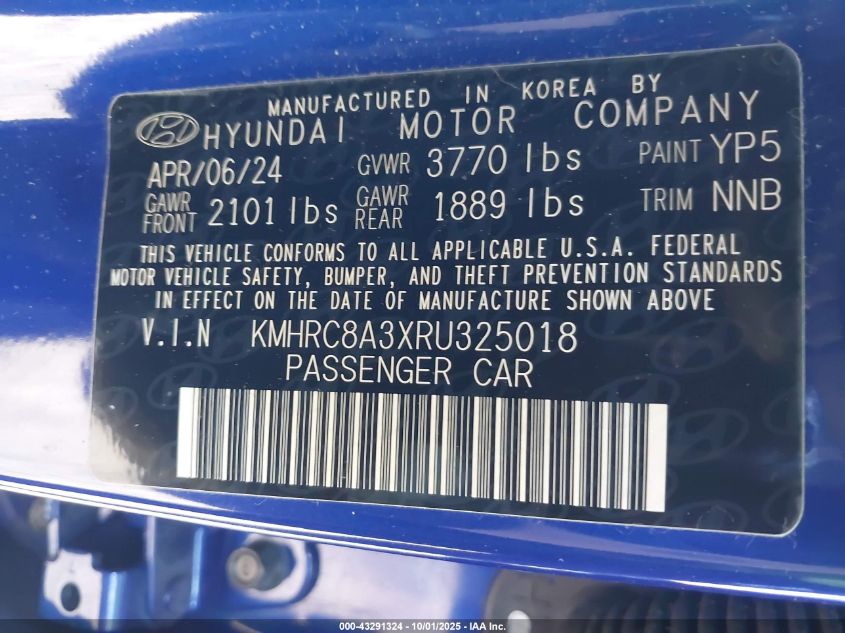 MANUFACTURED IN KOREA BY
HYUNDAI MOTOR COMPANY
APR/06/24 GVWR 3770 lbs PAINT YP5
GAWR FRONT 2101 lbs GAWR REAR 1889 lbs TRIM NNB
THIS VEHICLE CONFORMS TO ALL APPLICABLE U.S.A. FEDERAL
MOTOR VEHICLE SAFETY, BUMPER, AND THEFT PREVENTION STANDARDS
IN EFFECT ON THE DATE OF MANUFACTURE SHOWN ABOVE
V.I.N KMHRC8A3XRU325018
PASSENGER CAR
000-43291324 | 10/01/2025 | IAA Inc.